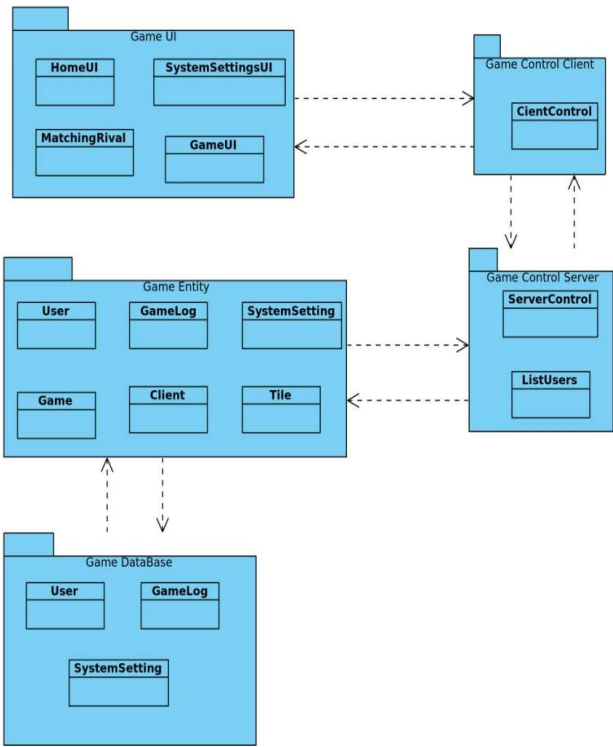 Game UI
HomeUI
SystemSettingsUI
MatchingRival
GameUI
Game Control Client
CientControl
Game Entity
User
GameLog
SystemSetting
Game
Client
Tile
Game Control Server
ServerControl
ListUsers
Game DataBase
User
GameLog
SystemSetting